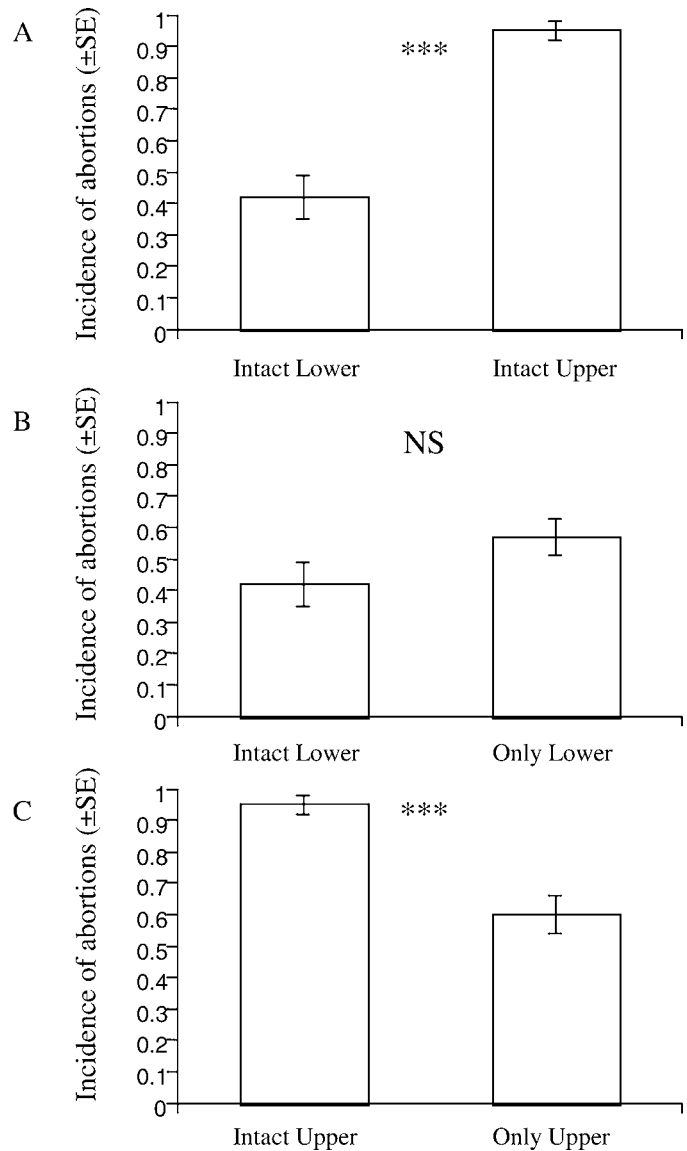 A
Incidence of abortions (±SE)
1
0.9
0.8
0.7
0.6
0.5
0.4
0.3
0.2
0.1
0
***
Intact Lower
Intact Upper
B
Incidence of abortions (±SE)
1
0.9
0.8
0.7
0.6
0.5
0.4
0.3
0.2
0.1
0
NS
Intact Lower
Only Lower
C
Incidence of abortions (±SE)
1
0.9
0.8
0.7
0.6
0.5
0.4
0.3
0.2
0.1
0
***
Intact Upper
Only Upper